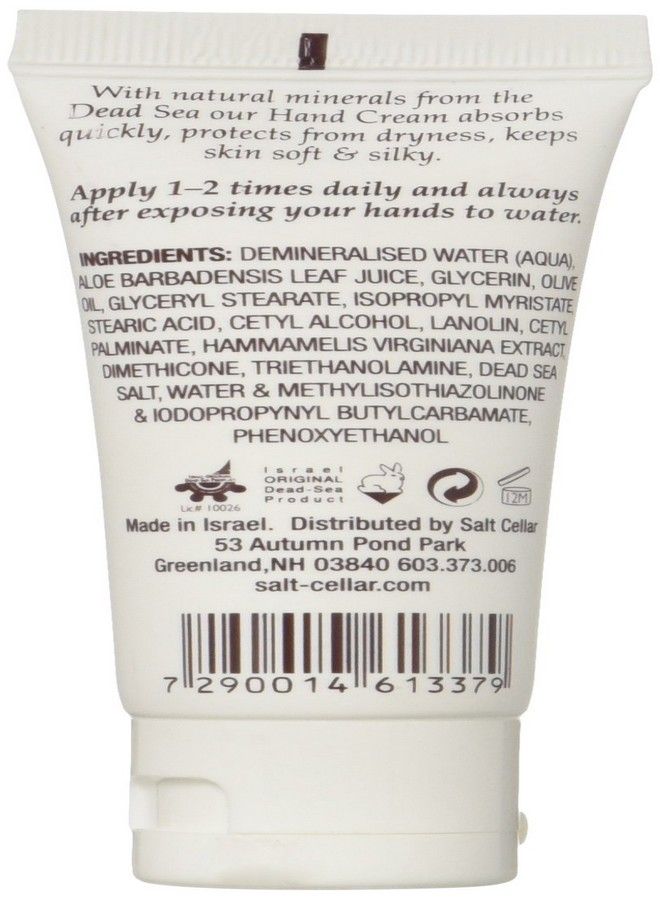 With natural minerals from the
Dead Sea our Hand Cream absorbs
quickly, protects from dryness, keeps
skin soft & silky.
Apply 1–2 times daily and always
after exposing your hands to water.
INGREDIENTS: DEMINERALISED WATER (AQUA),
ALOE BARBADENSIS LEAF JUICE, GLYCERIN, OLIVE
OIL, GLYCERYL STEARATE, ISOPROPYL MYRISTATE,
STEARIC ACID, CETYL ALCOHOL, LANOLIN, CETYL
PALMINATE, HAMMAMELIS VIRGINIANA EXTRACT,
DIMETHICONE, TRIETHANOLAMINE, DEAD SEA
SALT, WATER & METHYLISOTHIAZOLINONE
& IODOPROPYNYL BUTYLCARBAMATE,
PHENOXYETHANOL
Lic# 10026
Israel
ORIGINAL
Dead-Sea
Product
12M
Made in Israel. Distributed by Salt Cellar
53 Autumn Pond Park
Greenland,NH 03840 603.373.006
salt-cellar.com
7 290014 613379